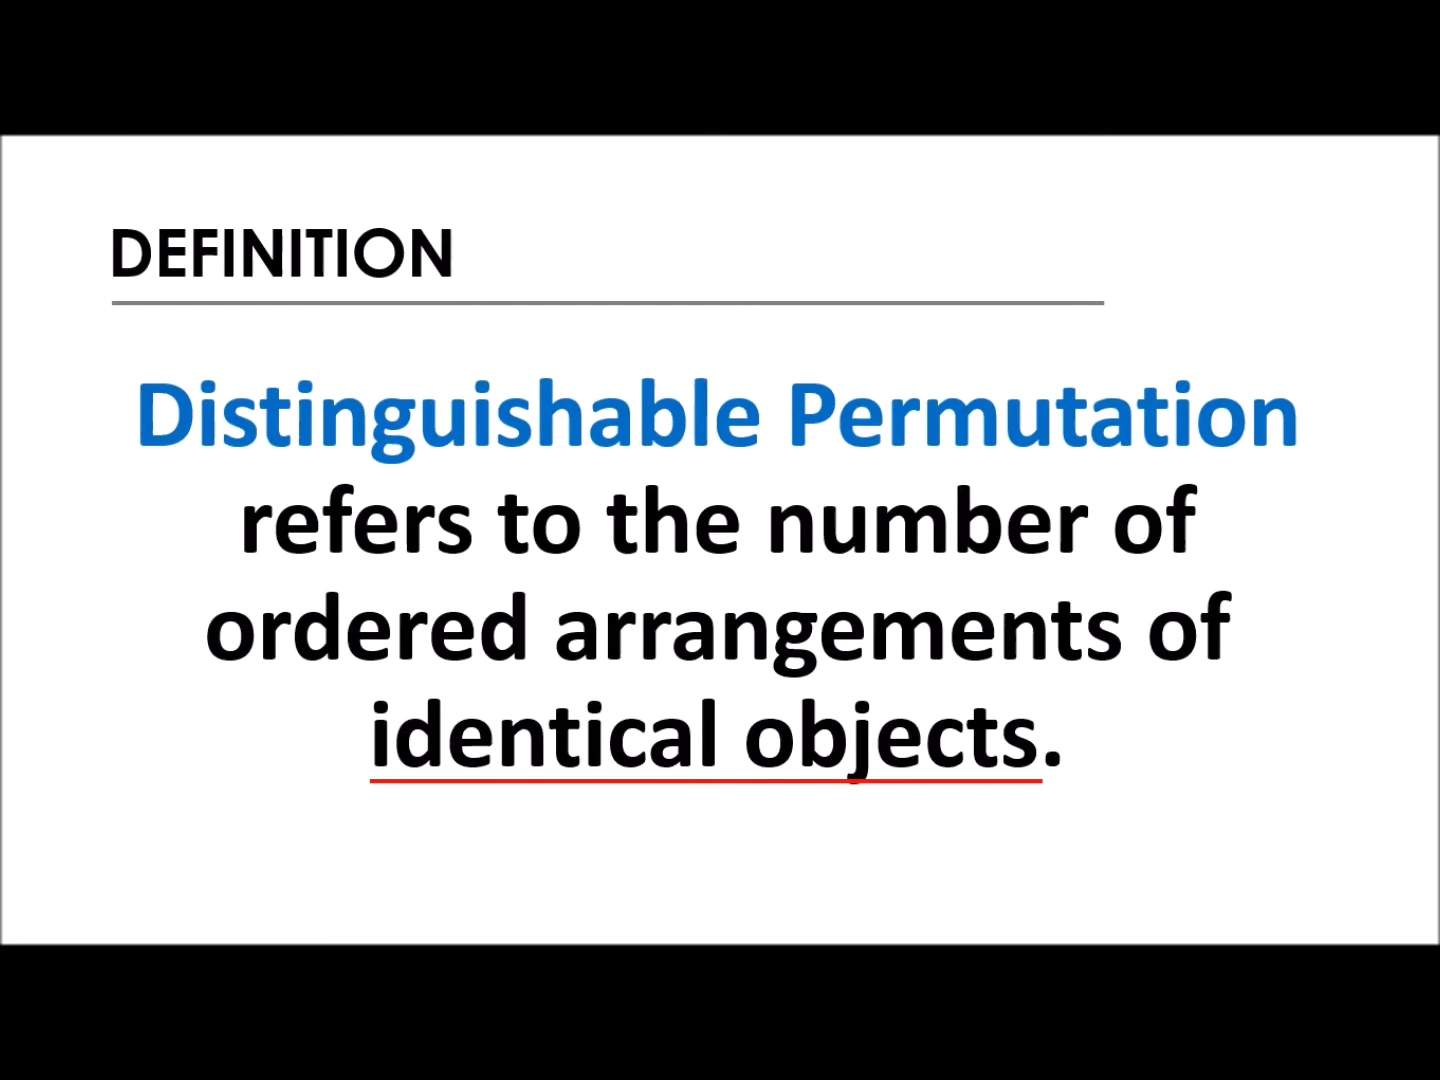 DEFINITION
Distinguishable Permutation
refers to the number of
ordered arrangements of
identical objects.